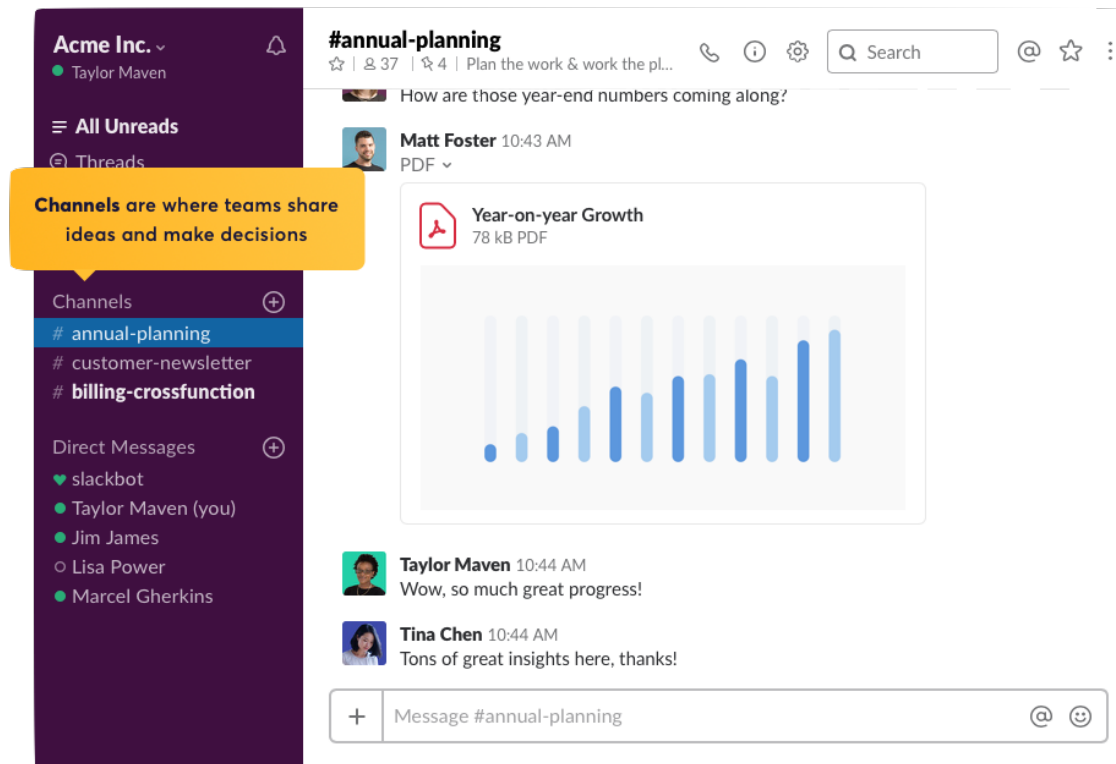 Acme Inc.
Taylor Maven
All Unreads
Threads
Channels are where teams share
ideas and make decisions
Channels
# annual-planning
# customer-newsletter
# billing-crossfunction
Direct Messages
slackbot
Taylor Maven (you)
Jim James
Lisa Power
Marcel Gherkins
#annual-planning
37 | 4 | Plan the work & work the pl...
Search
How are those year-end numbers coming along?
Matt Foster 10:43 AM
PDF
Year-on-year Growth
78 kB PDF
Taylor Maven 10:44 AM
Wow, so much great progress!
Tina Chen 10:44 AM
Tons of great insights here, thanks!
Message #annual-planning